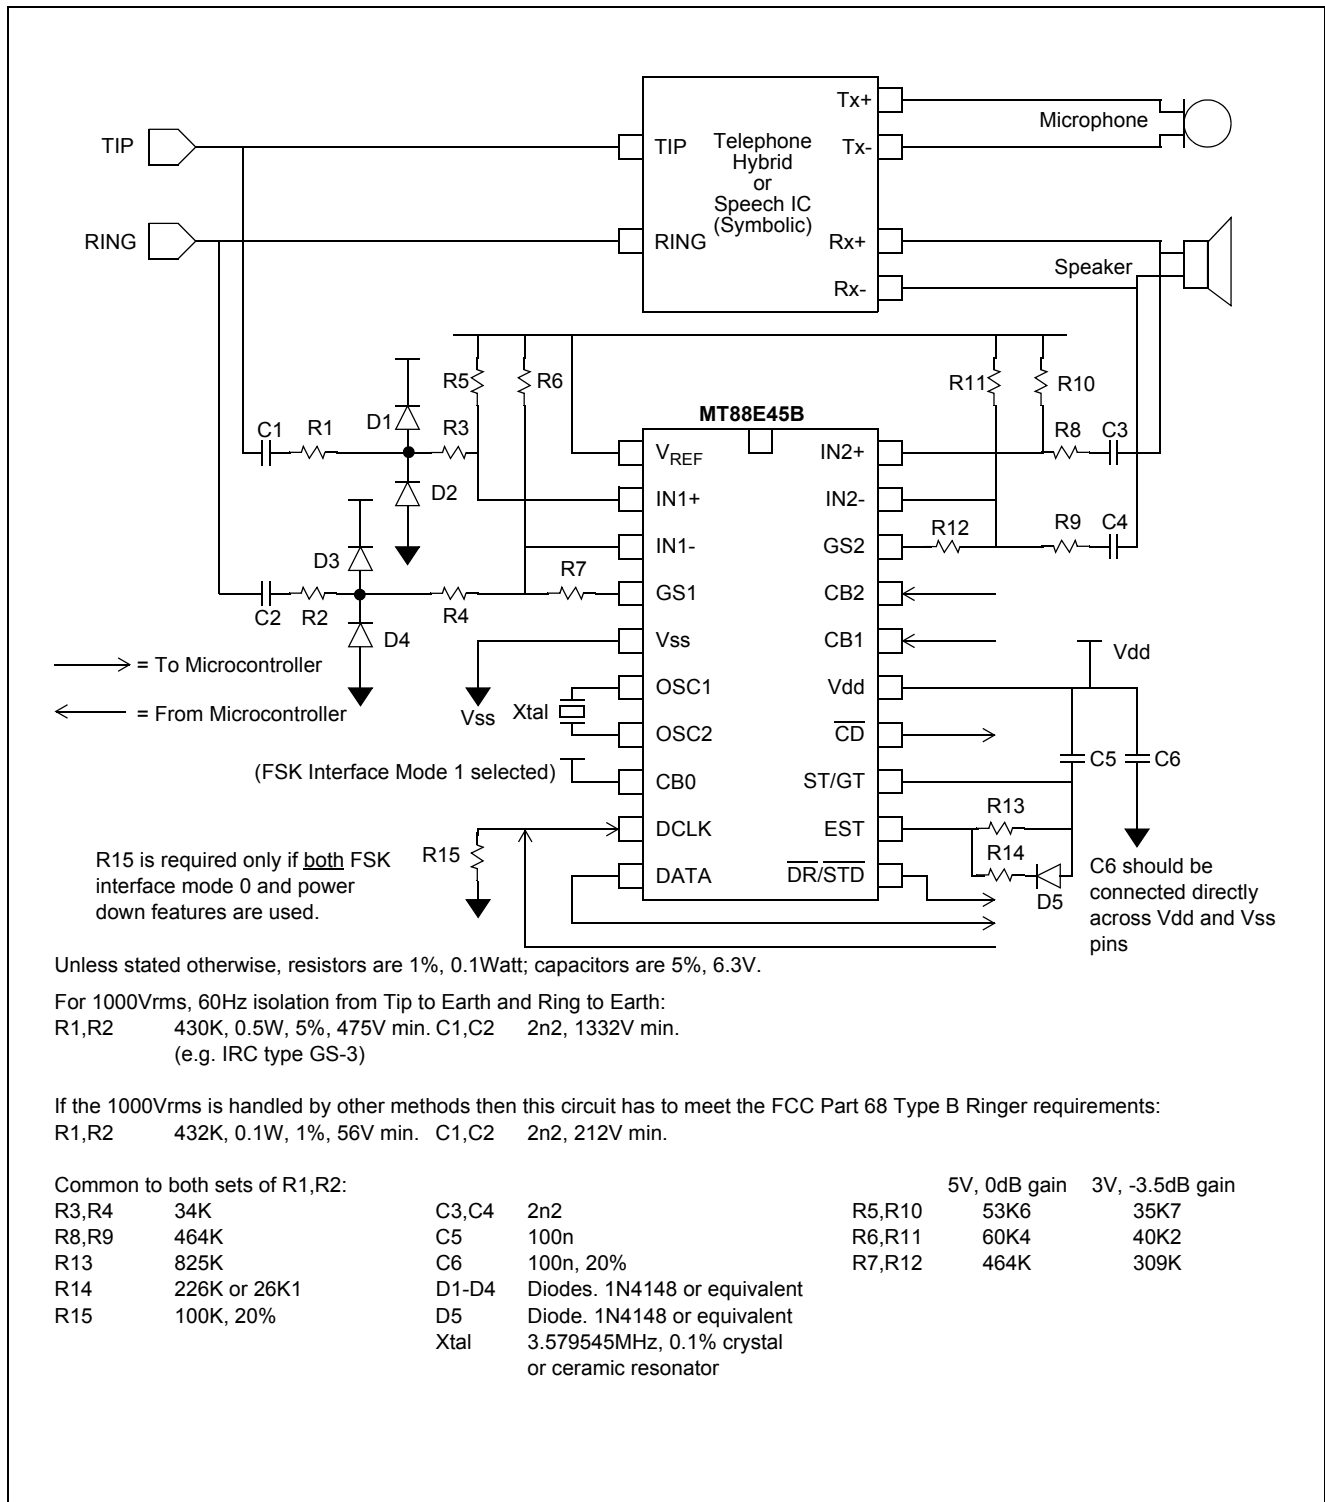 Tx+
Microphone
TIP
TIP
Telephone
Hybrid
or
Speech IC
(Symbolic)
Tx-
RING
RING
Rx+
Speaker
Rx-
R5
R6
R11
R10
MT88E45B
C1
R1
D1
R3
VREF
IN2+
R8
C3
D2
IN1+
IN2-
D3
IN1-
GS2
R12
R9
C4
R7
C2
R2
R4
GS1
CB2
D4
Vss
CB1
Vdd
= To Microcontroller
OSC1
Vdd
= From Microcontroller
Vss
Xtal
OSC2
CD
C5
C6
(FSK Interface Mode 1 selected)
CB0
ST/GT
R13
DCLK
EST
R15
R14
DATA
DR/STD
D5
R15 is required only if both FSK
interface mode 0 and power
down features are used.
C6 should be
connected directly
across Vdd and Vss
pins
Unless stated otherwise, resistors are 1%, 0.1Watt; capacitors are 5%, 6.3V.
For 1000Vrms, 60Hz isolation from Tip to Earth and Ring to Earth:
R1,R2 430K, 0.5W, 5%, 475V min. C1,C2 2n2, 1332V min.
(e.g. IRC type GS-3)
If the 1000Vrms is handled by other methods then this circuit has to meet the FCC Part 68 Type B Ringer requirements:
R1,R2 432K, 0.1W, 1%, 56V min. C1,C2 2n2, 212V min.
Common to both sets of R1,R2: 5V, 0dB gain 3V, -3.5dB gain
R3,R4 34K C3,C4 2n2 R5,R10 53K6 35K7
R8,R9 464K C5 100n R6,R11 60K4 40K2
R13 825K C6 100n, 20% R7,R12 464K 309K
R14 226K or 26K1 D1-D4 Diodes. 1N4148 or equivalent
R15 100K, 20% D5 Diode. 1N4148 or equivalent
Xtal 3.579545MHz, 0.1% crystal
or ceramic resonator